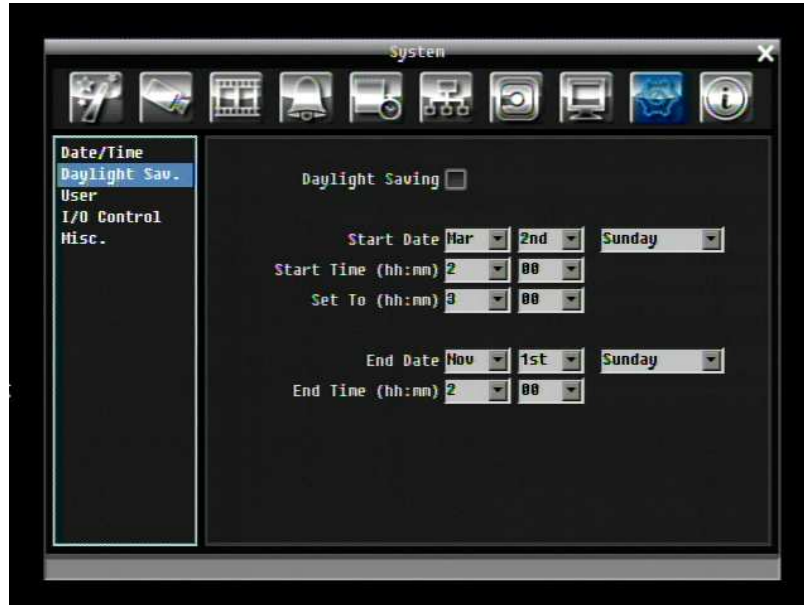 System
X
Date/Time
Daylight Sav.
User
I/O Control
Misc.
Daylight Saving
Start Date Mar 2nd Sunday
Start Time (hh:mm) 2 00
Set To (hh:mm) 3 00
End Date Nov 1st Sunday
End Time (hh:mm) 2 00